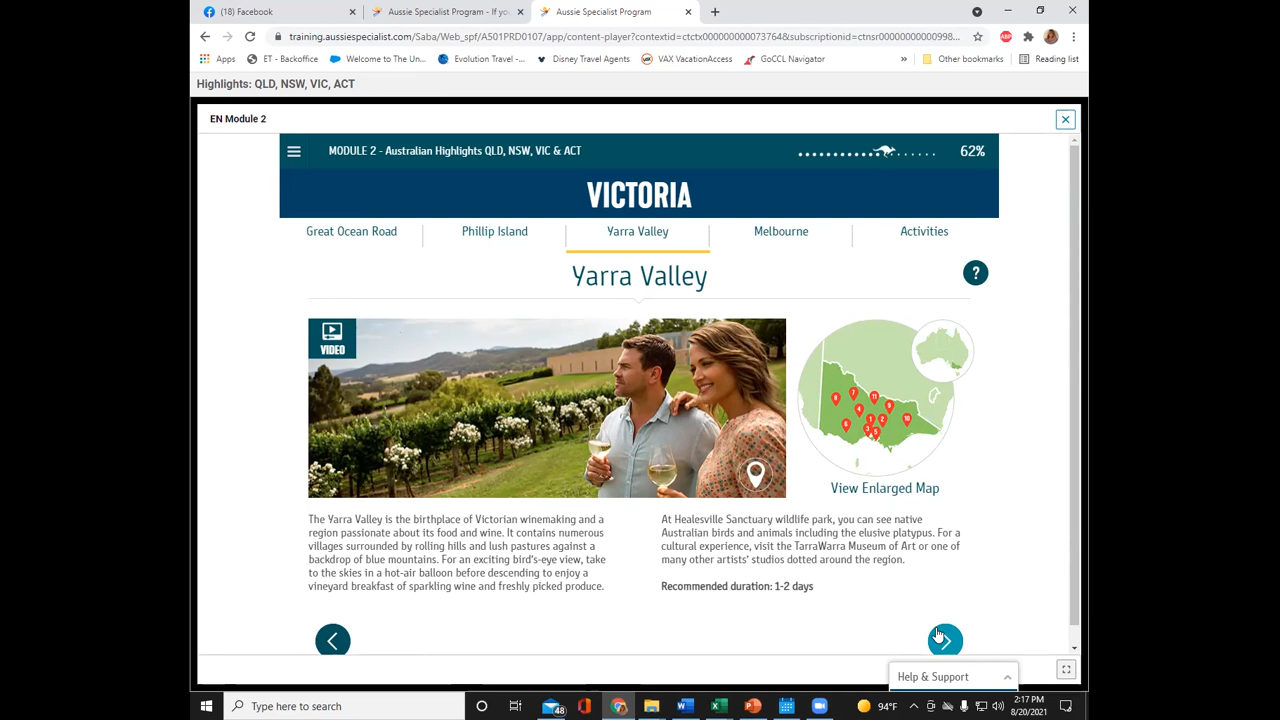 (18) Facebook
Aussie Specialist Program - If yo
Aussie Specialist Program
training.aussiespecialist.com/Saba/Web_spf/A501PRD0107/app/content-player?contextid=ctctx000000000073764&subscriptionid=ctnsr00000000000998...
ABP
Apps
ET - Backoffice
Welcome to The Un...
Evolution Travel -...
Disney Travel Agents
VAX VacationAccess
GoCCL Navigator
»
Other bookmarks
Reading list
Highlights: QLD, NSW, VIC, ACT
EN Module 2
MODULE 2 - Australian Highlights QLD, NSW, VIC & ACT
62%
VICTORIA
Great Ocean Road
Phillip Island
Yarra Valley
Melbourne
Activities
Yarra Valley
?
VIDEO
View Enlarged Map
The Yarra Valley is the birthplace of Victorian winemaking and a
region passionate about its food and wine. It contains numerous
villages surrounded by rolling hills and lush pastures against a
backdrop of blue mountains. For an exciting bird's-eye view, take
to the skies in a hot-air balloon before descending to enjoy a
vineyard breakfast of sparkling wine and freshly picked produce.
At Healesville Sanctuary wildlife park, you can see native
Australian birds and animals including the elusive platypus. For a
cultural experience, visit the TarraWarra Museum of Art or one of
many other artists' studios dotted around the region.
Recommended duration: 1-2 days
Help & Support
Type here to search
48
94°F
2:17 PM
8/20/2021